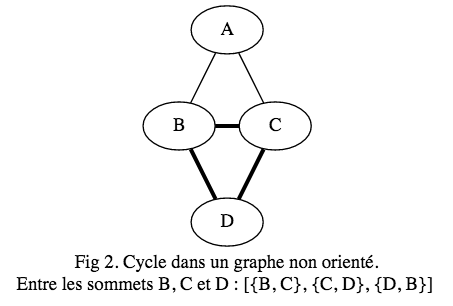 A
B C
D
Fig 2. Cycle dans un graphe non orienté.
Entre les sommets B, C et D : [{B, C}, {C, D}, {D, B}]